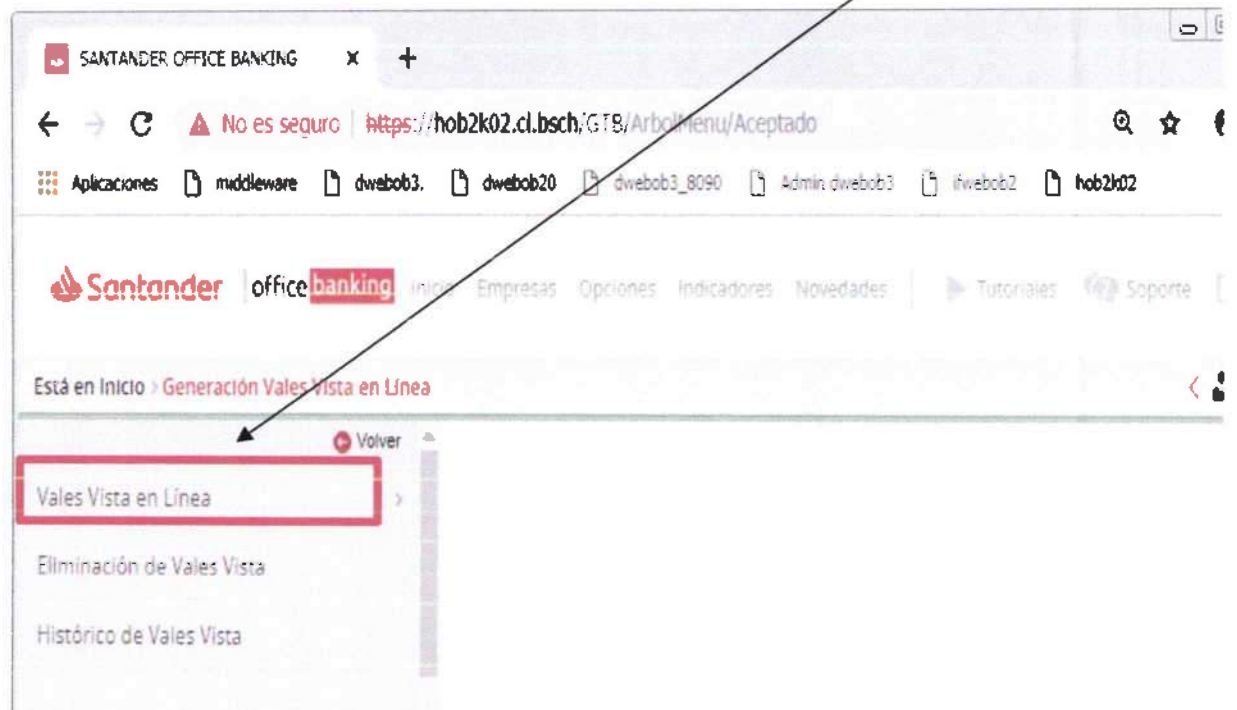 SANTANDER OFFICE BANKING
No es seguro | https://hob2k02.cl.bsch/GTB/ArbolMenu/Aceptado
Aplicaciones middleware dwebob3. dwebob20 dwebob3_8090 Admin dwebob3 ifwebob2 hob2k02
Santander office banking Inicio Empresas Opciones Indicadores Novedades Tutoriales Soporte
Está en Inicio > Generación Vales Vista en Línea
Volver
Vales Vista en Línea >
Eliminación de Vales Vista
Histórico de Vales Vista